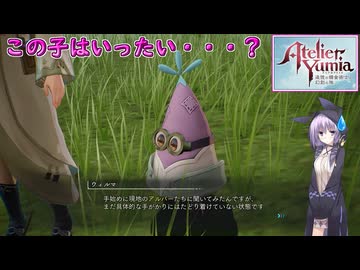 この子はいったい・・・？
Atelier Yumia
ウィルマ
手始めに現地のアルバーたちに聞いてみたんですが、
まだ具体的な手がかりにはたどり着けていない状態です